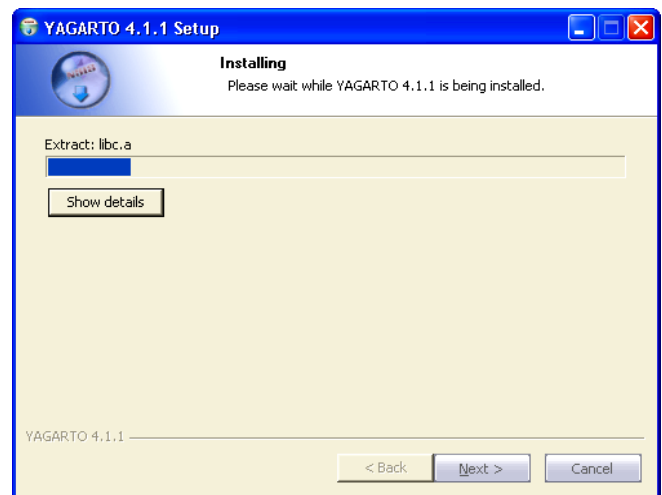 YAGARTO 4.1.1 Setup
Installing
Please wait while YAGARTO 4.1.1 is being installed.
Extract: libc.a
Show details
YAGARTO 4.1.1
< Back Next > Cancel